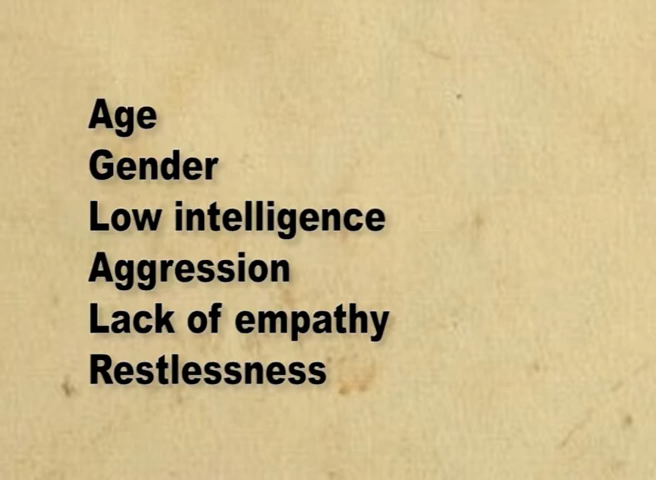 Age
Gender
Low intelligence
Aggression
Lack of empathy
Restlessness